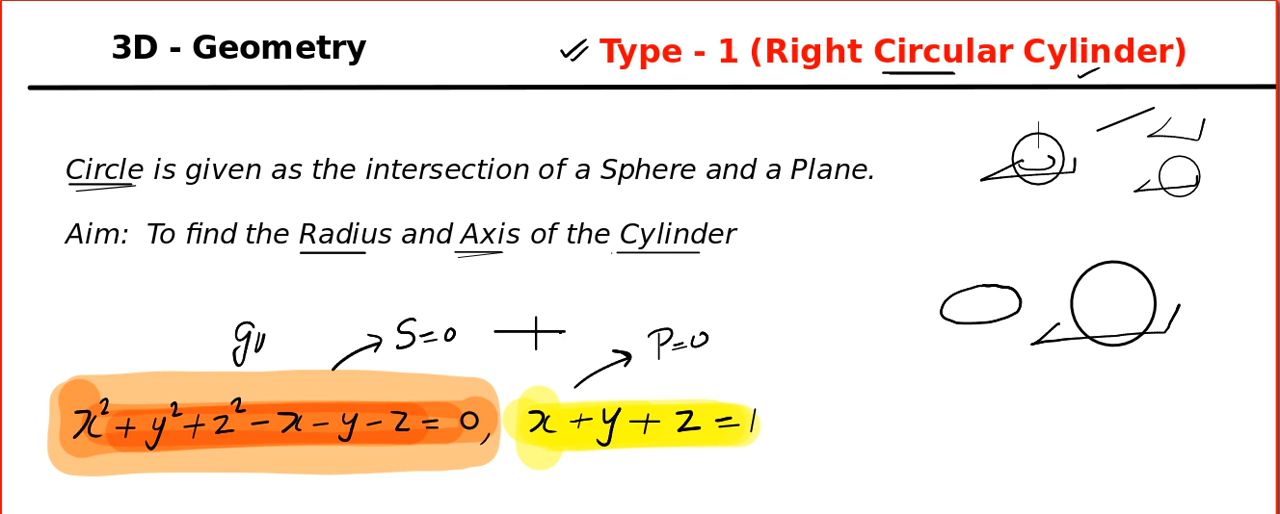 3D - Geometry
Type - 1 (Right Circular Cylinder)
Circle is given as the intersection of a Sphere and a Plane.
Aim: To find the Radius and Axis of the Cylinder
S=0 + P=0
x²+y²+z²-x-y-z=0, x+y+z=1